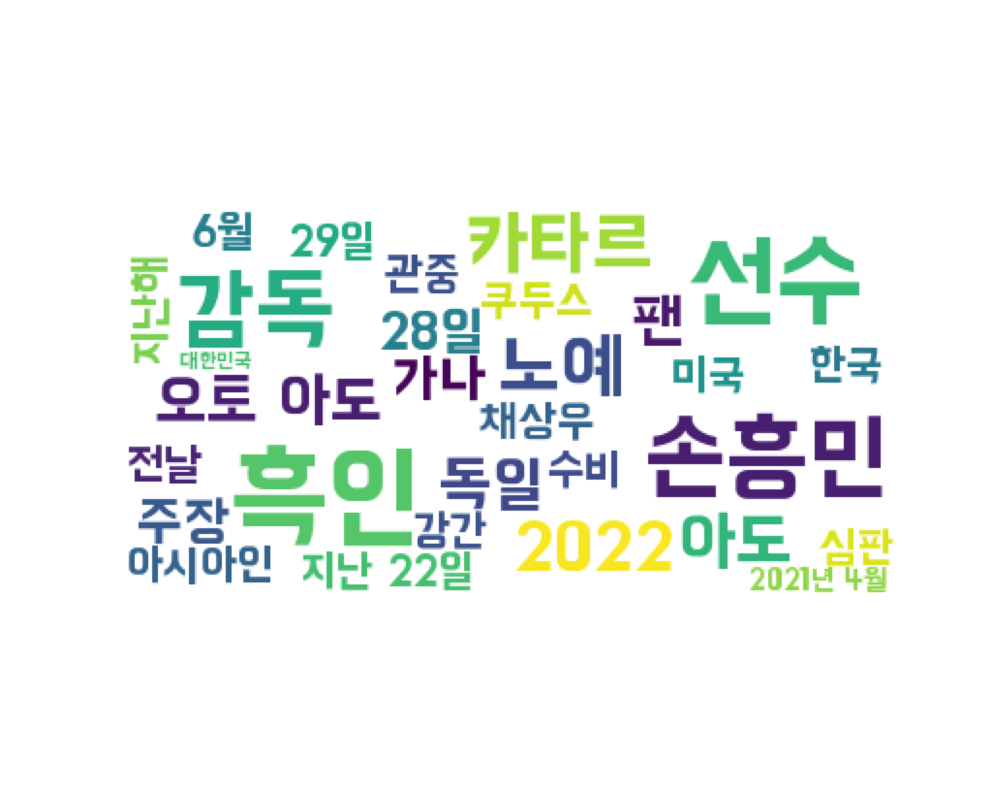 6월
29일
카타르
선수
지난해
감독
관중
쿠두스
팬
28일
대한민국
가나
노예
미국
한국
오토 아도
채상우
손흥민
전날
흑인
독일
수비
주장
강간
2022
아도
심판
아시아인
지난 22일
2021년 4월